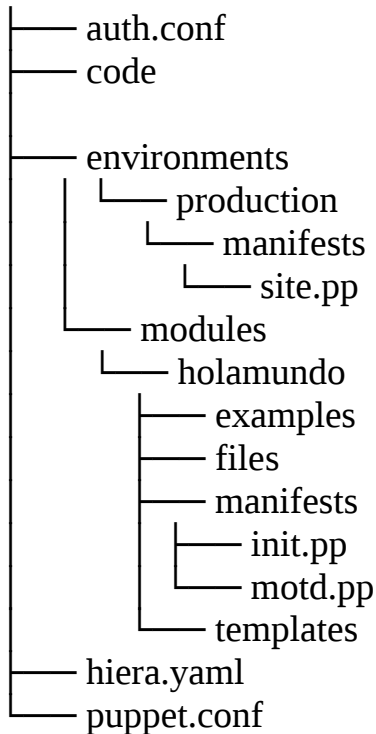 auth.conf
code
environments
production
manifests
site.pp
modules
holamundo
examples
files
manifests
init.pp
motd.pp
templates
hiera.yaml
puppet.conf